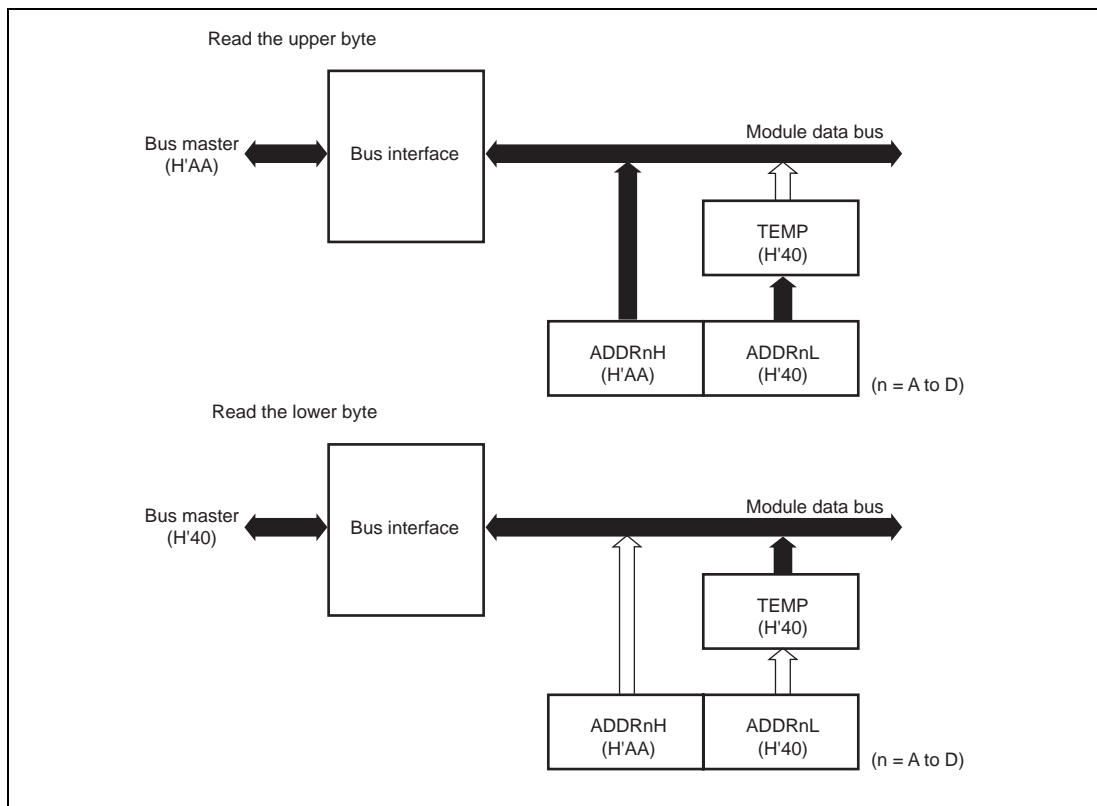 Read the upper byte
Bus master
(H'AA)
Bus interface
Module data bus
TEMP
(H'40)
ADDRnH
(H'AA)
ADDRnL
(H'40)
(n = A to D)
Read the lower byte
Bus master
(H'40)
Bus interface
Module data bus
TEMP
(H'40)
ADDRnH
(H'AA)
ADDRnL
(H'40)
(n = A to D)